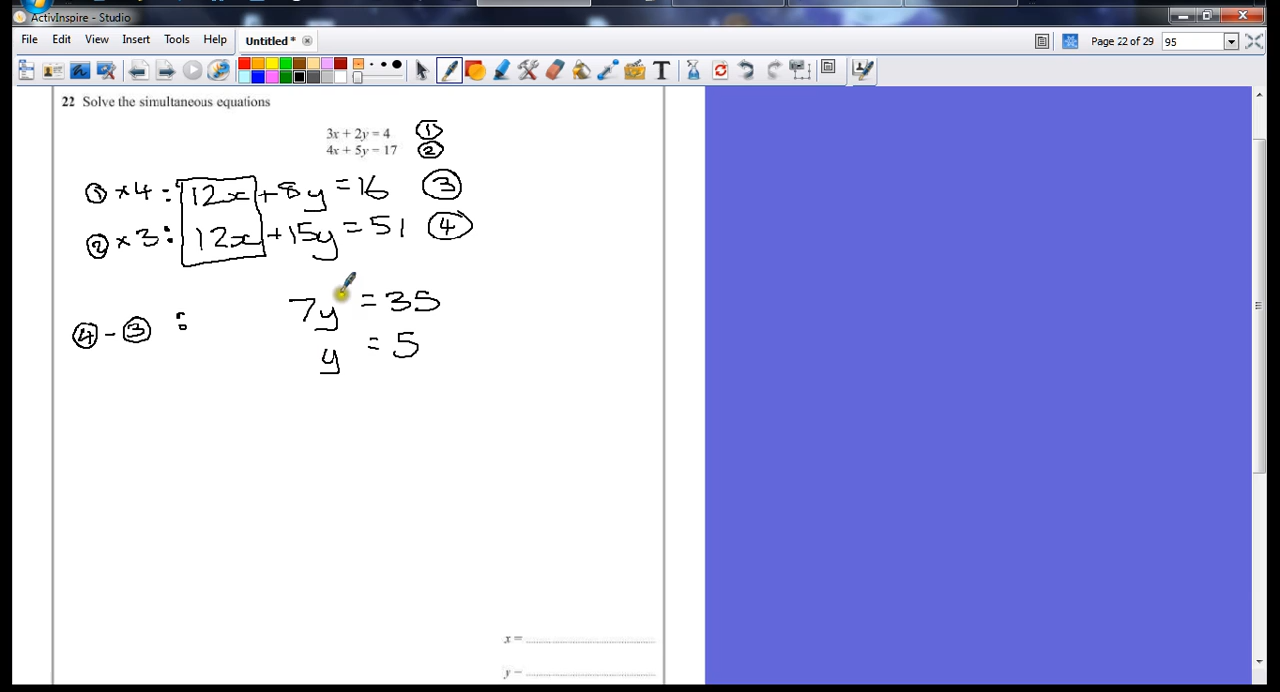 ActivInspire - Studio
File Edit View Insert Tools Help Untitled * Page 22 of 29 95
22 Solve the simultaneous equations
3x + 2y = 4 ①
4x + 5y = 17 ②
① × 4 : 12x + 8y = 16 ③
② × 3 : 12x + 15y = 51 ④
④ - ③ : 7y = 35
y = 5
x =
y =